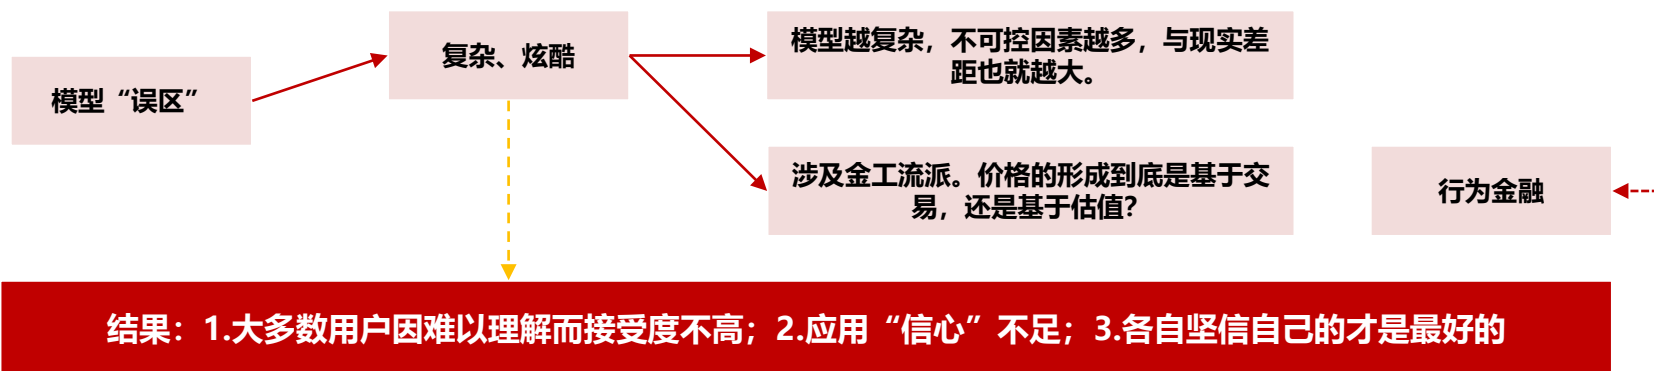 模型“误区”
复杂、炫酷
模型越复杂，不可控因素越多，与现实差
距也就越大。
涉及金工流派。价格的形成到底是基于交
易，还是基于估值？
行为金融
结果：1.大多数用户因难以理解而接受度不高；2.应用“信心”不足；3.各自坚信自己的才是最好的